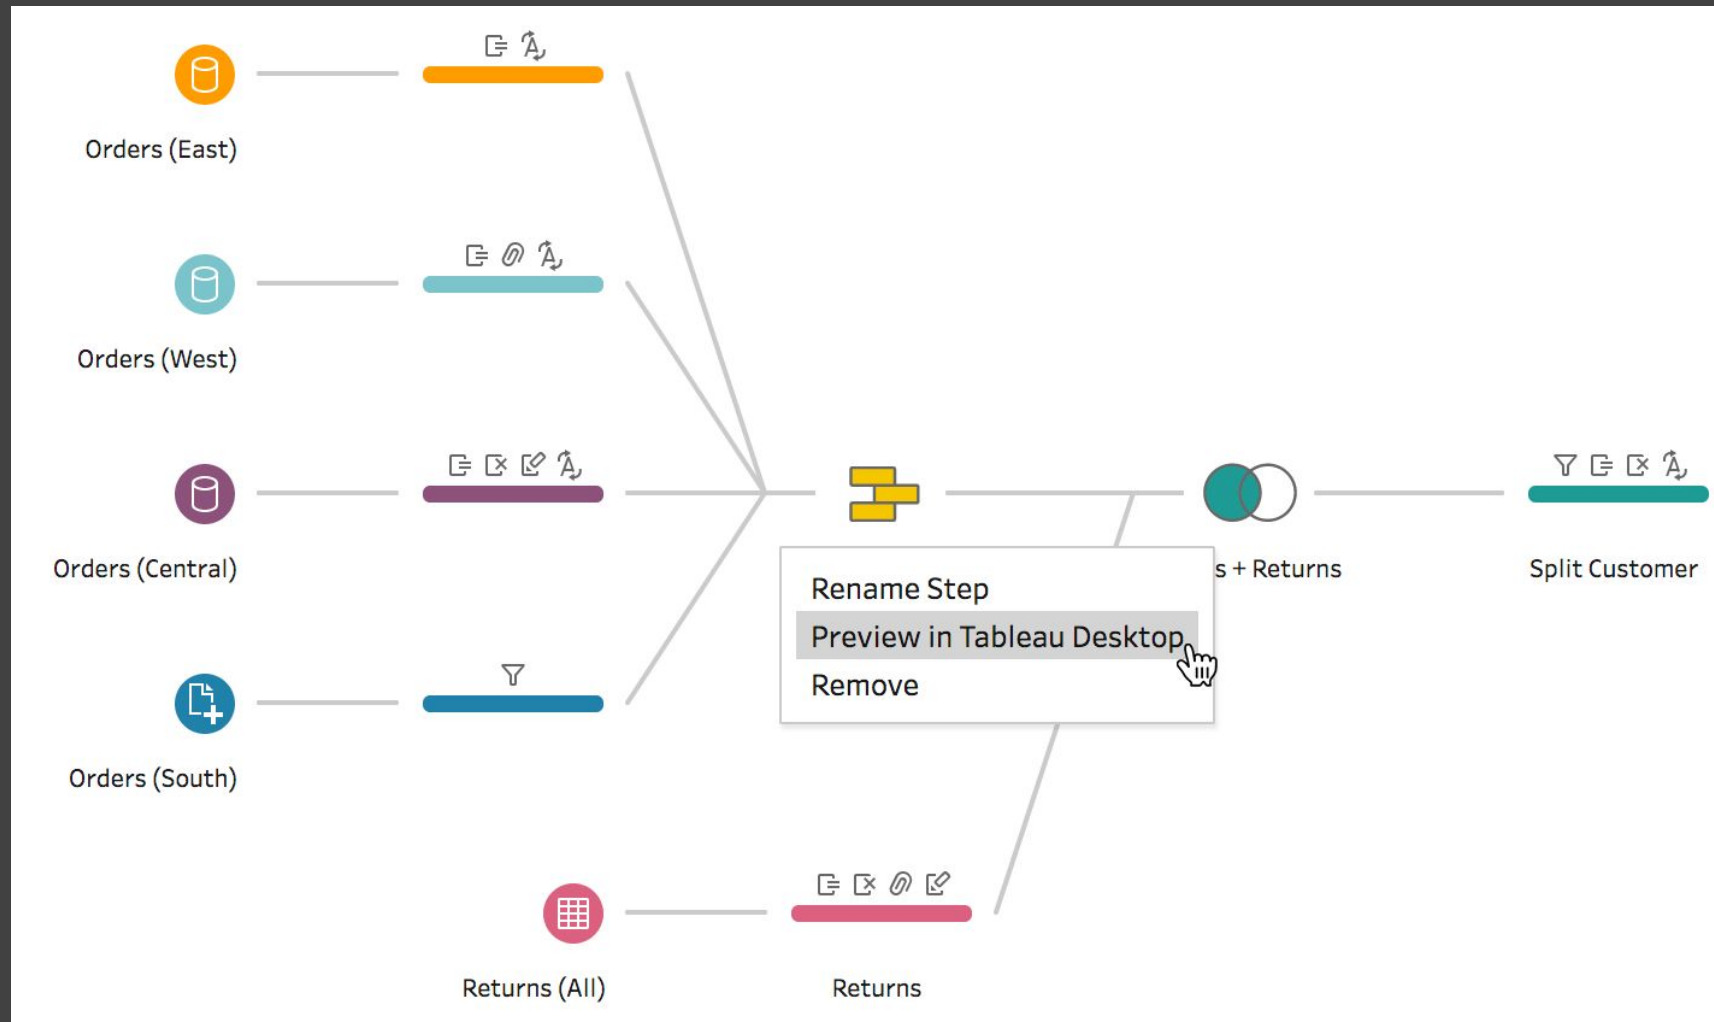 Orders (East)
Orders (West)
Orders (Central)
Orders (South)
Rename Step
Preview in Tableau Desktop
Remove
s + Returns
Split Customer
Returns (All)
Returns